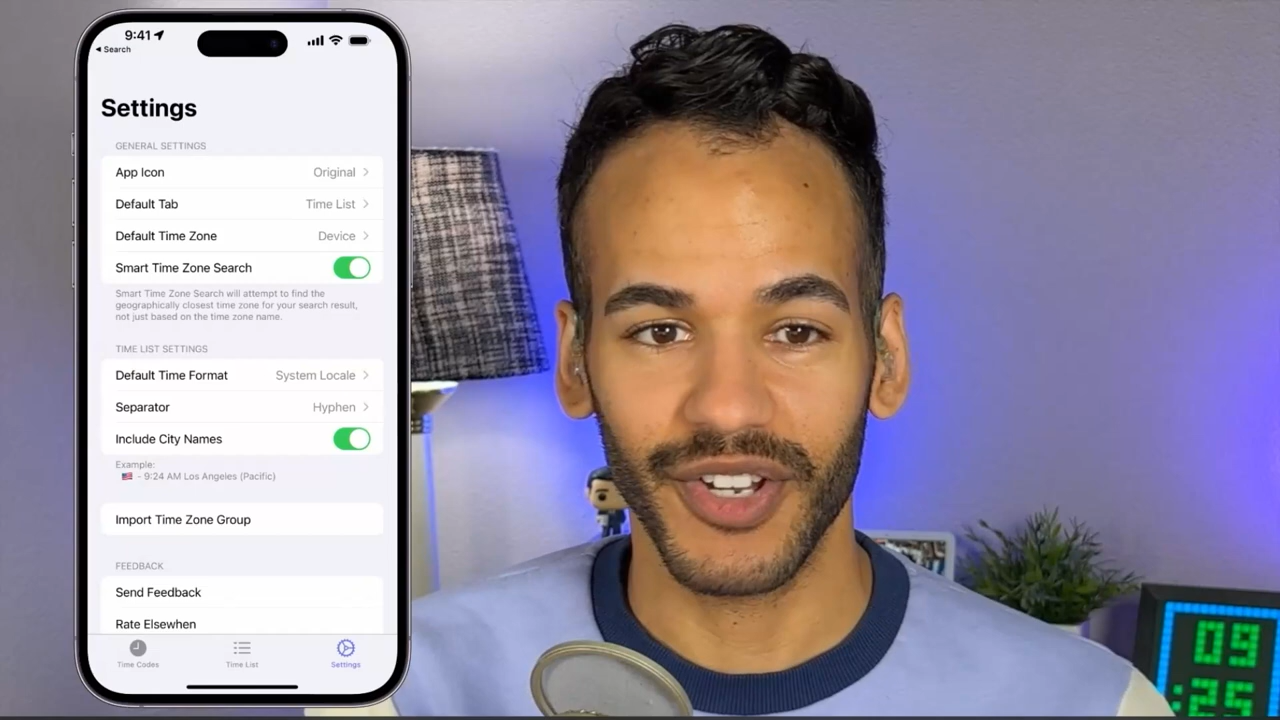 9:41
◀ Search
Settings
GENERAL SETTINGS
App Icon Original >
Default Tab Time List >
Default Time Zone Device >
Smart Time Zone Search
Smart Time Zone Search will attempt to find the
geographically closest time zone for your search result,
not just based on the time zone name.
TIME LIST SETTINGS
Default Time Format System Locale >
Separator Hyphen >
Include City Names
Example:
🇺🇸 - 9:24 AM Los Angeles (Pacific)
Import Time Zone Group
FEEDBACK
Send Feedback
Rate Elsewhen
Time Codes Time List Settings
09
:25